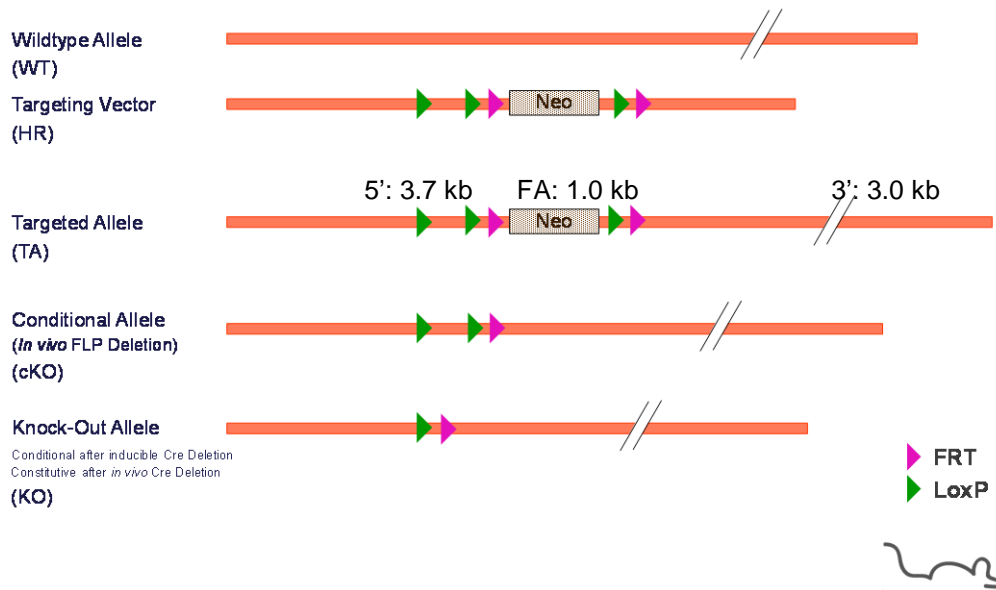 Wildtype Allele
(WT)
Targeting Vector
(HR)
Neo
5’: 3.7 kb FA: 1.0 kb 3’: 3.0 kb
Targeted Allele
(TA)
Neo
Conditional Allele
(In vivo FLP Deletion)
(cKO)
Knock-Out Allele
Conditional after inducible Cre Deletion
Constitutive after in vivo Cre Deletion
(KO)
FRT
LoxP